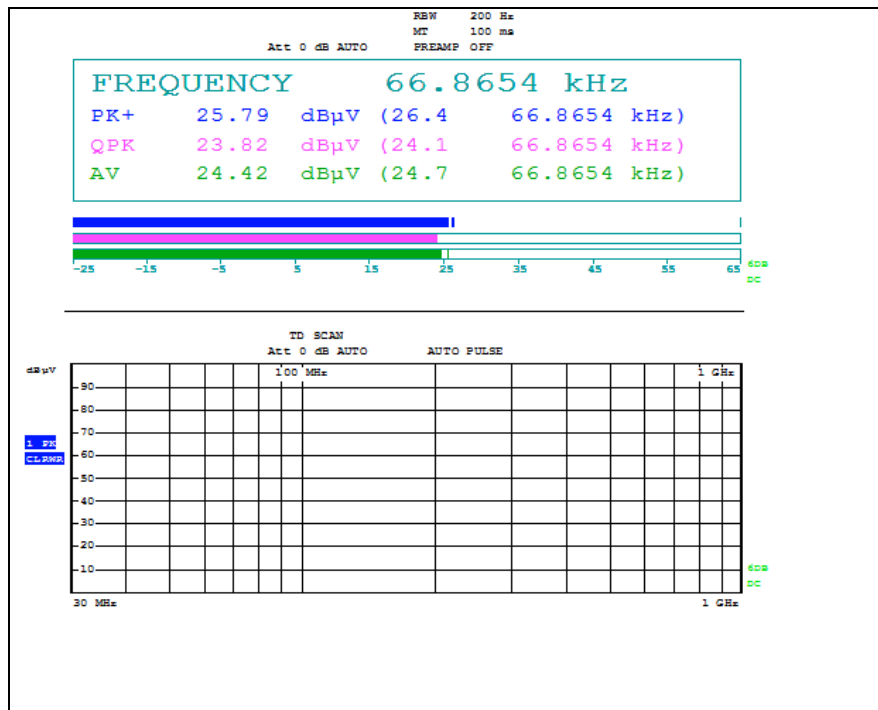 RBW 200 Hz
MT 100 ms
Att 0 dB AUTO PREAMP OFF
FREQUENCY 66.8654 kHz
PK+ 25.79 dBµV (26.4 66.8654 kHz)
QPK 23.82 dBµV (24.1 66.8654 kHz)
AV 24.42 dBµV (24.7 66.8654 kHz)
-25 -15 -5 5 15 25 35 45 55 65
6DB
DC
TD SCAN
Att 0 dB AUTO AUTO PULSE
dBµV
100 MHz 1 GHz
90
80
70
1 PK
60
CLRWR
50
40
30
20
10
6DB
DC
30 MHz 1 GHz